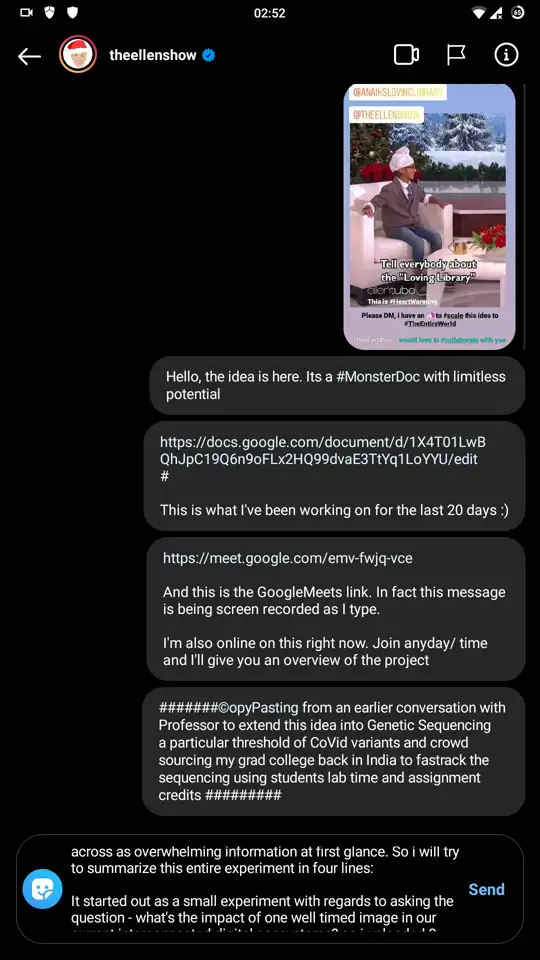 02:52
65
theellenshow
@ANAIKSLOVINGLIBRARY
@THEELLENSHOW
Tell everybody about
the "Loving Library"
ellentube
This is #HeartWarming
Please DM, i have an to #scale this idea to
#TheEntireWorld
theellenshow would love to #collaborate with you
Hello, the idea is here. Its a #MonsterDoc with limitless
potential
https://docs.google.com/document/d/1X4T01LwB
QhJpC19Q6n9oFLx2HQ99dvaE3TtYq1LoYYU/edit
#
This is what I've been working on for the last 20 days :)
https://meet.google.com/emv-fwjq-vce
And this is the GoogleMeets link. In fact this message
is being screen recorded as I type.
I'm also online on this right now. Join anyday/ time
and I'll give you an overview of the project
#######©opyPasting from an earlier conversation with
Professor to extend this idea into Genetic Sequencing
a particular threshold of CoVid variants and crowd
sourcing my grad college back in India to fastrack the
sequencing using students lab time and assignment
credits #########
across as overwhelming information at first glance. So i will try
to summarize this entire experiment in four lines:
Send
It started out as a small experiment with regards to asking the
question - what's the impact of one well timed image in our